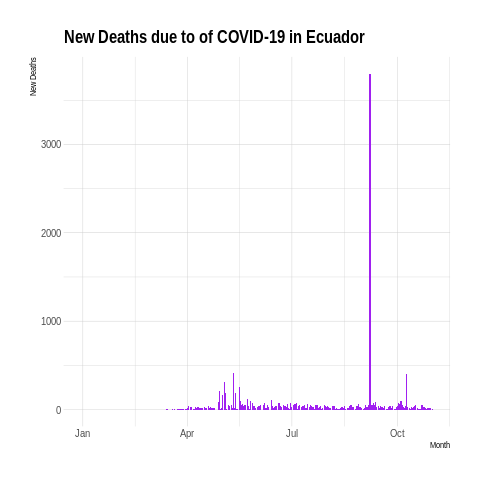 New Deaths due to of COVID-19 in Ecuador
New Deaths
3000
2000
1000
0
Jan Apr Jul Oct
Month